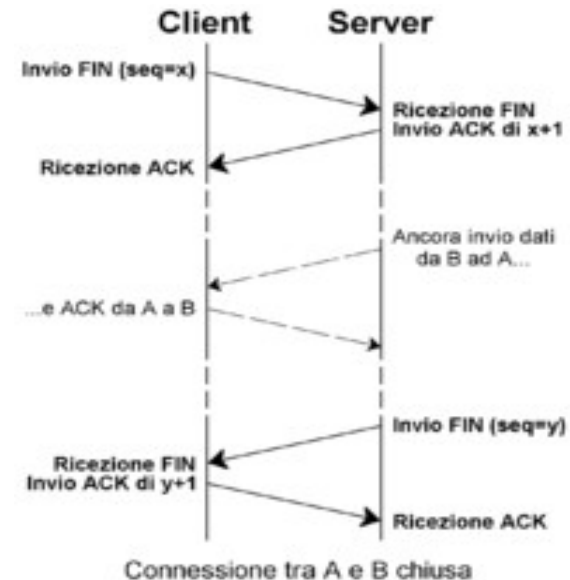 Client Server
Invio FIN (seq=x)
Ricezione FIN
Invio ACK di x+1
Ricezione ACK
Ancora invio dati
da B ad A...
...e ACK da A a B
Invio FIN (seq=y)
Ricezione FIN
Invio ACK di y+1
Ricezione ACK
Connessione tra A e B chiusa